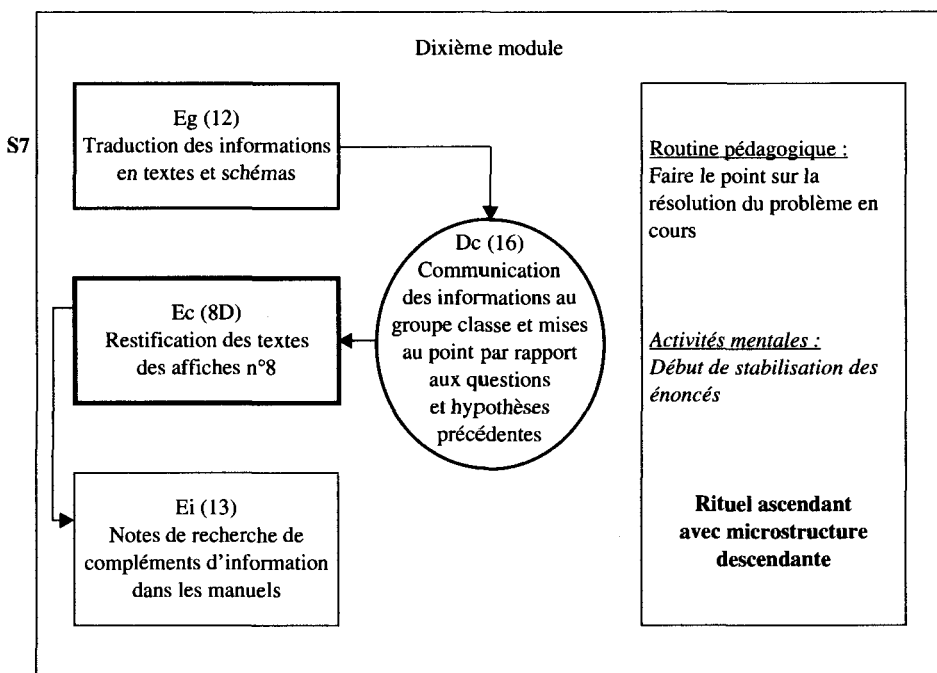 Dixième module
S7
Eg (12)
Traduction des informations
en textes et schémas
Dc (16)
Communication
des informations au
groupe classe et mises
au point par rapport
aux questions
et hypothèses
précédentes
Ec (8D)
Restification des textes
des affiches n°8
Ei (13)
Notes de recherche de
compléments d'information
dans les manuels
Routine pédagogique :
Faire le point sur la
résolution du problème en
cours
Activités mentales :
Début de stabilisation des
énoncés
Rituel ascendant
avec microstructure
descendante